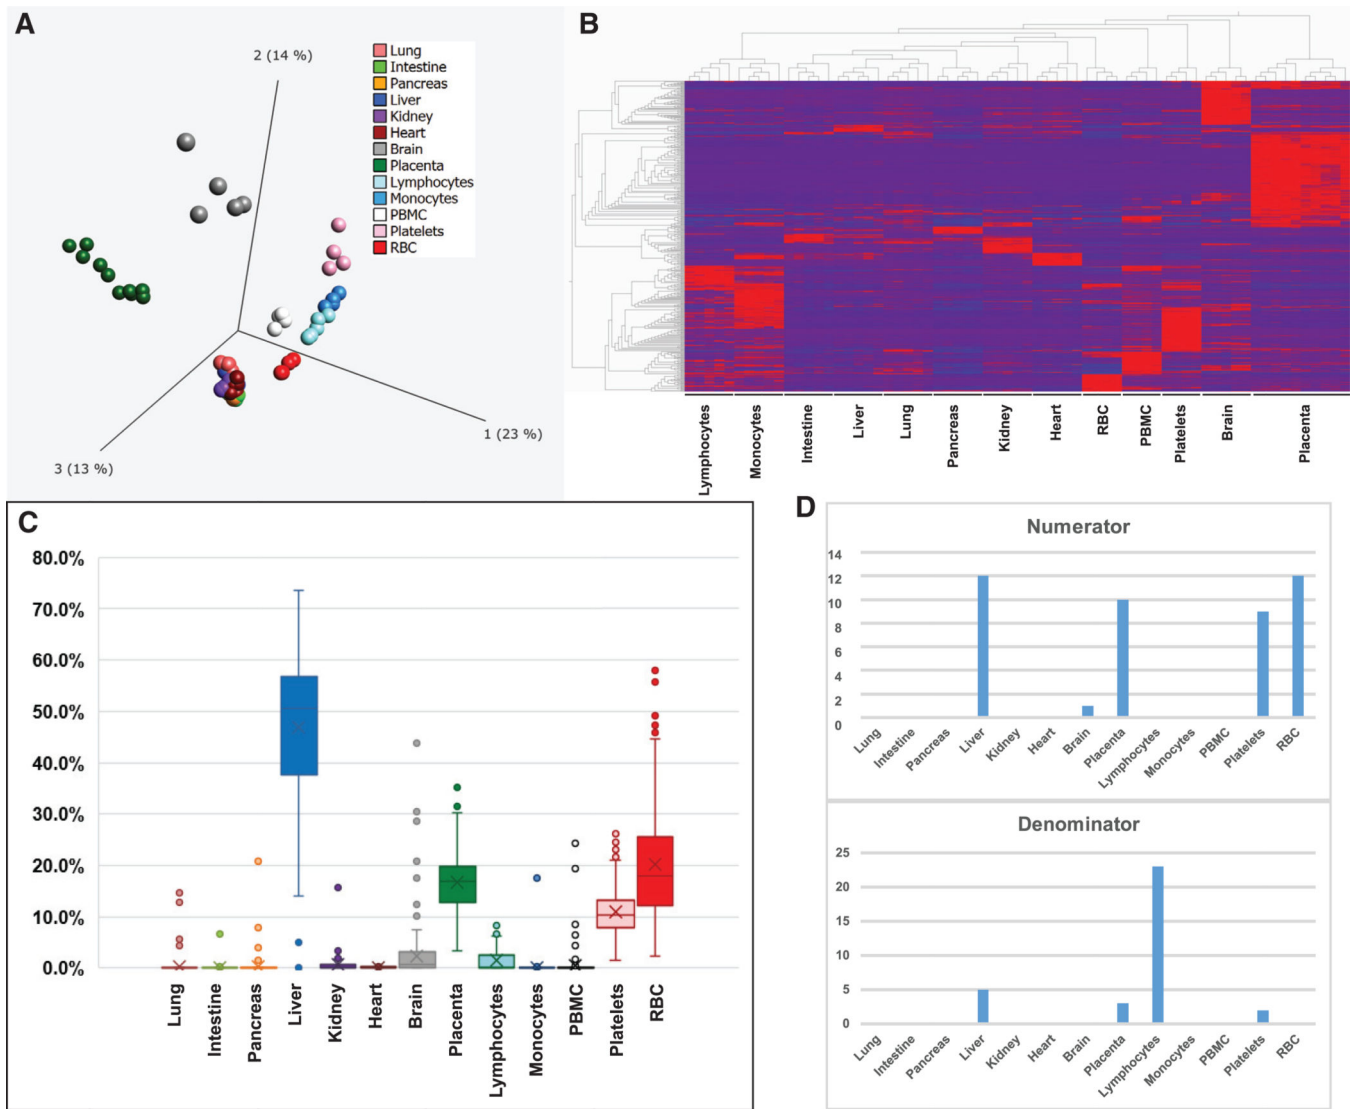 A
2 (14 %)
1 (23 %)
3 (13 %)
Lung
Intestine
Pancreas
Liver
Kidney
Heart
Brain
Placenta
Lymphocytes
Monocytes
PBMC
Platelets
RBC
B
Lymphocytes
Monocytes
Intestine
Liver
Lung
Pancreas
Kidney
Heart
RBC
PBMC
Platelets
Brain
Placenta
C
80.0%
70.0%
60.0%
50.0%
40.0%
30.0%
20.0%
10.0%
0.0%
Lung
Intestine
Pancreas
Liver
Kidney
Heart
Brain
Placenta
Lymphocytes
Monocytes
PBMC
Platelets
RBC
D
Numerator
14
12
10
8
6
4
2
0
Lung
Intestine
Pancreas
Liver
Kidney
Heart
Brain
Placenta
Lymphocytes
Monocytes
PBMC
Platelets
RBC
Denominator
25
20
15
10
5
0
Lung
Intestine
Pancreas
Liver
Kidney
Heart
Brain
Placenta
Lymphocytes
Monocytes
PBMC
Platelets
RBC